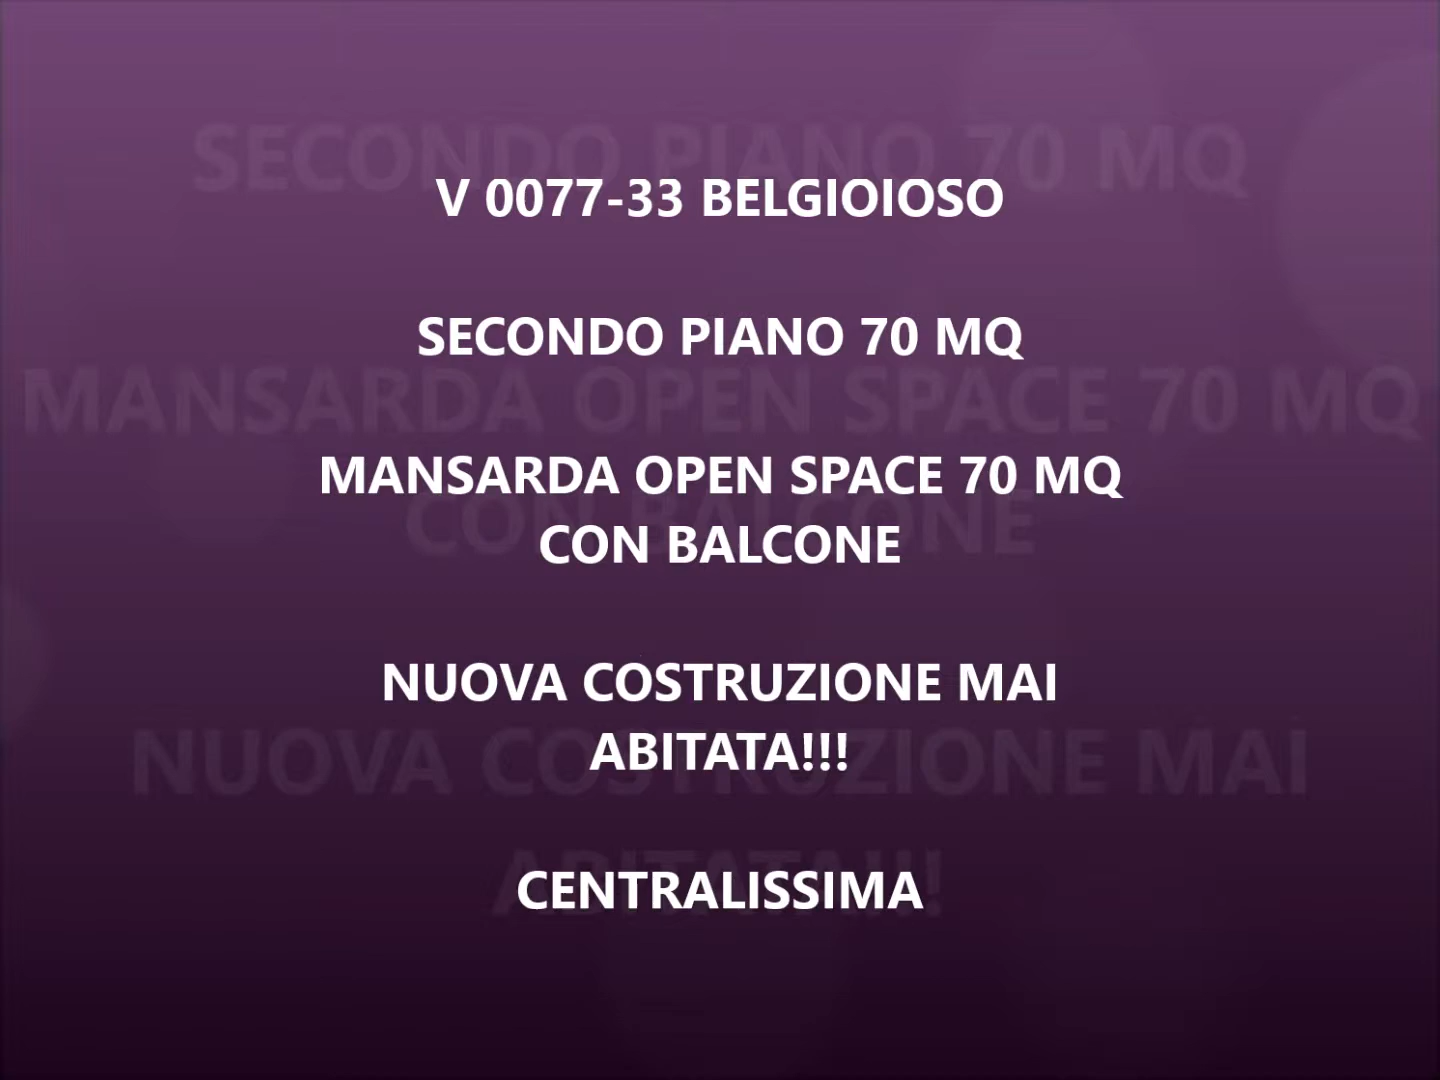 V 0077-33 BELGIOIOSO
SECONDO PIANO 70 MQ
MANSARDA OPEN SPACE 70 MQ
CON BALCONE
NUOVA COSTRUZIONE MAI
ABITATA!!!
CENTRALISSIMA